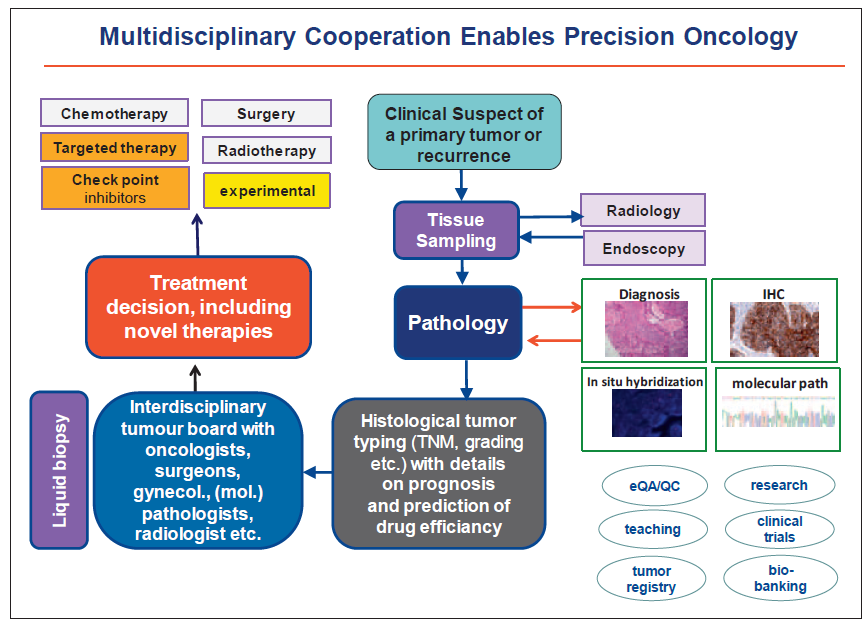 Multidisciplinary Cooperation Enables Precision Oncology
Chemotherapy
Surgery
Targeted therapy
Radiotherapy
Check point
inhibitors
experimental
Clinical Suspect of
a primary tumor or
recurrence
Tissue
Sampling
Radiology
Endoscopy
Treatment
decision, including
novel therapies
Pathology
Diagnosis
IHC
In situ hybridization
molecular path
Liquid biopsy
Interdisciplinary
tumour board with
oncologists,
surgeons,
gynecol., (mol.)
pathologists,
radiologist etc.
Histological tumor
typing (TNM, grading
etc.) with details
on prognosis
and prediction of
drug efficiancy
eQA/QC
research
teaching
clinical
trials
tumor
registry
bio-
banking